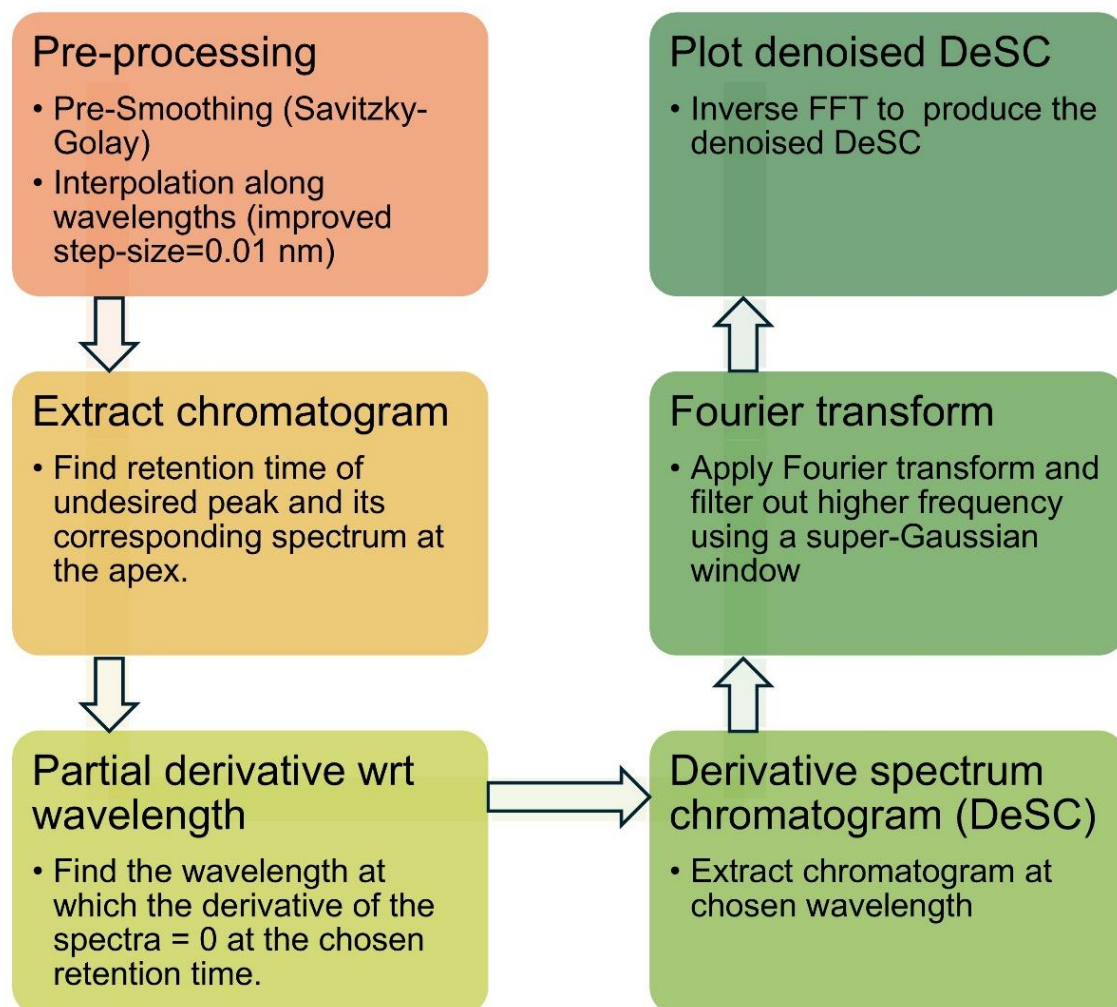 Pre-processing
• Pre-Smoothing (Savitzky-
Golay)
• Interpolation along
wavelengths (improved
step-size=0.01 nm)
Extract chromatogram
• Find retention time of
undesired peak and its
corresponding spectrum at
the apex.
Partial derivative wrt
wavelength
• Find the wavelength at
which the derivative of the
spectra = 0 at the chosen
retention time.
Derivative spectrum
chromatogram (DeSC)
• Extract chromatogram at
chosen wavelength
Fourier transform
• Apply Fourier transform and
filter out higher frequency
using a super-Gaussian
window
Plot denoised DeSC
• Inverse FFT to  produce the
denoised DeSC